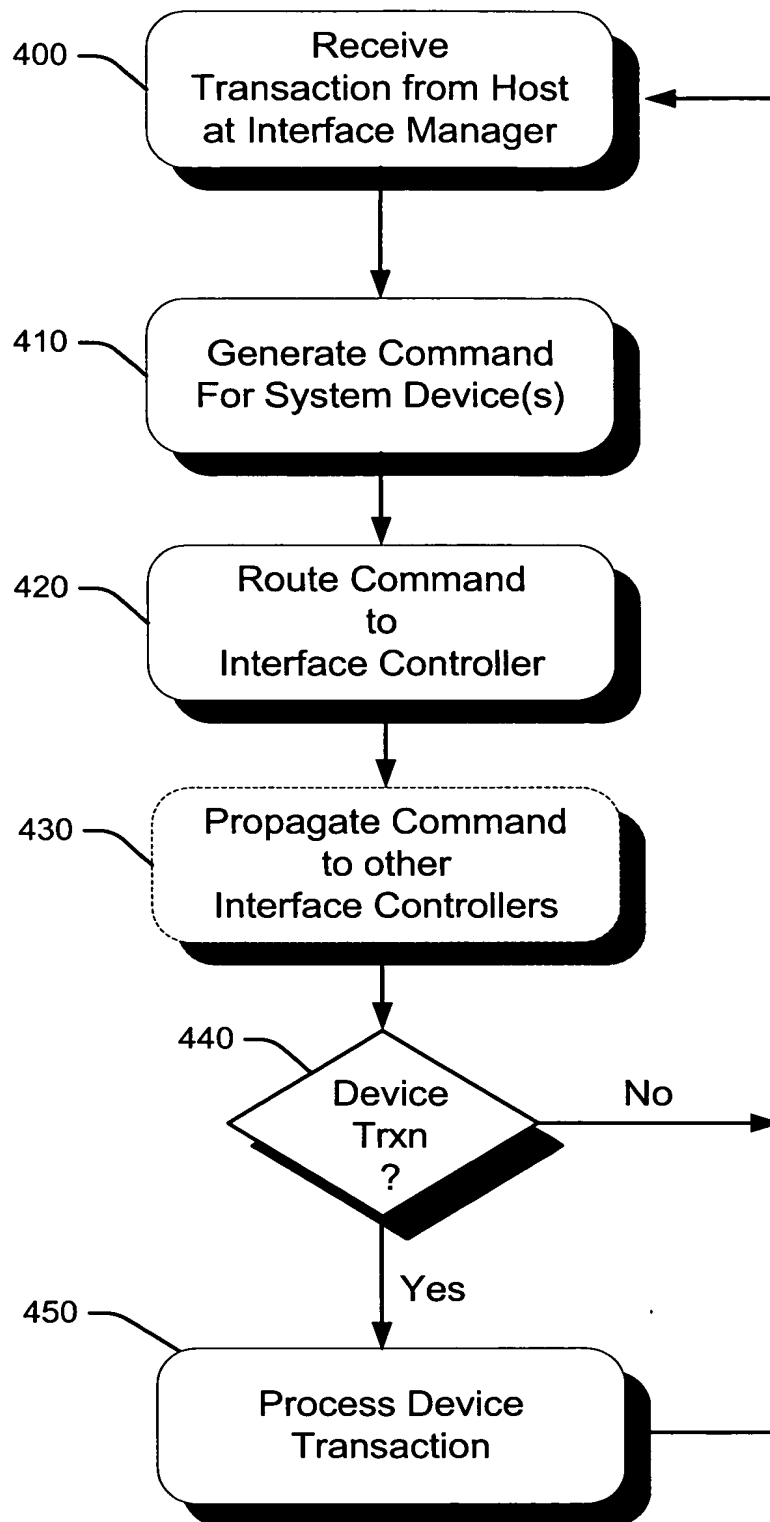 400
Receive
Transaction from Host
at Interface Manager
410
Generate Command
For System Device(s)
420
Route Command
to
Interface Controller
430
Propagate Command
to other
Interface Controllers
440
Device
Trxn
?
No
Yes
450
Process Device
Transaction